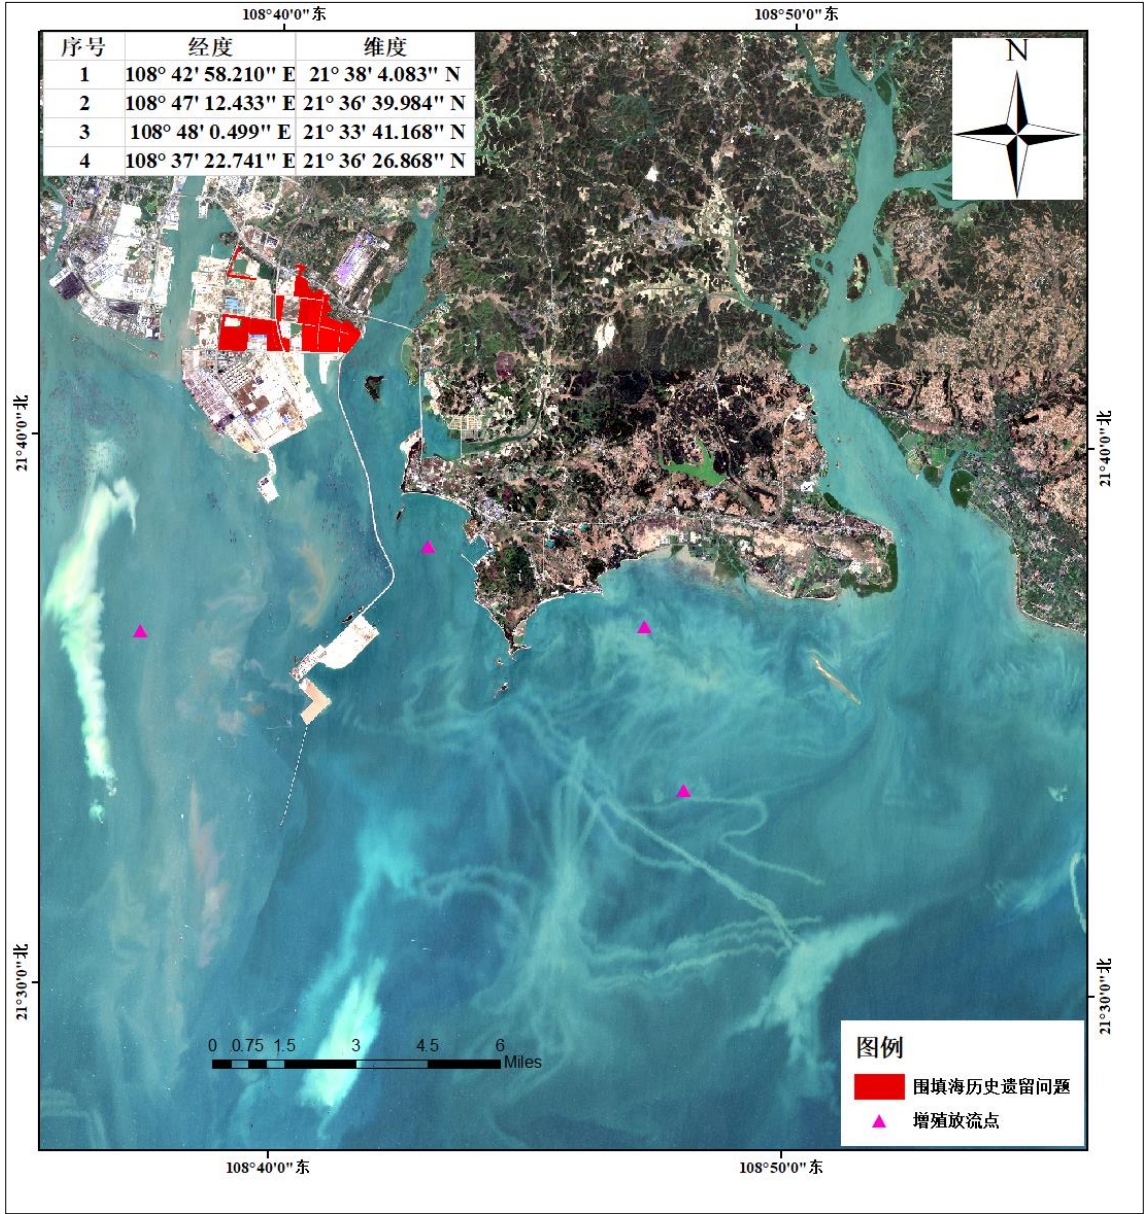 108°40'0"东
108°50'0"东
序号 经度 维度
1 108° 42' 58.210" E 21° 38' 4.083" N
2 108° 47' 12.433" E 21° 36' 39.984" N
3 108° 48' 0.499" E 21° 33' 41.168" N
4 108° 37' 22.741" E 21° 36' 26.868" N
N
21°40'0"北
21°40'0"北
21°30'0"北
21°30'0"北
0 0.75 1.5 3 4.5 6
Miles
图例
围填海历史遗留问题
增殖放流点
108°40'0"东
108°50'0"东